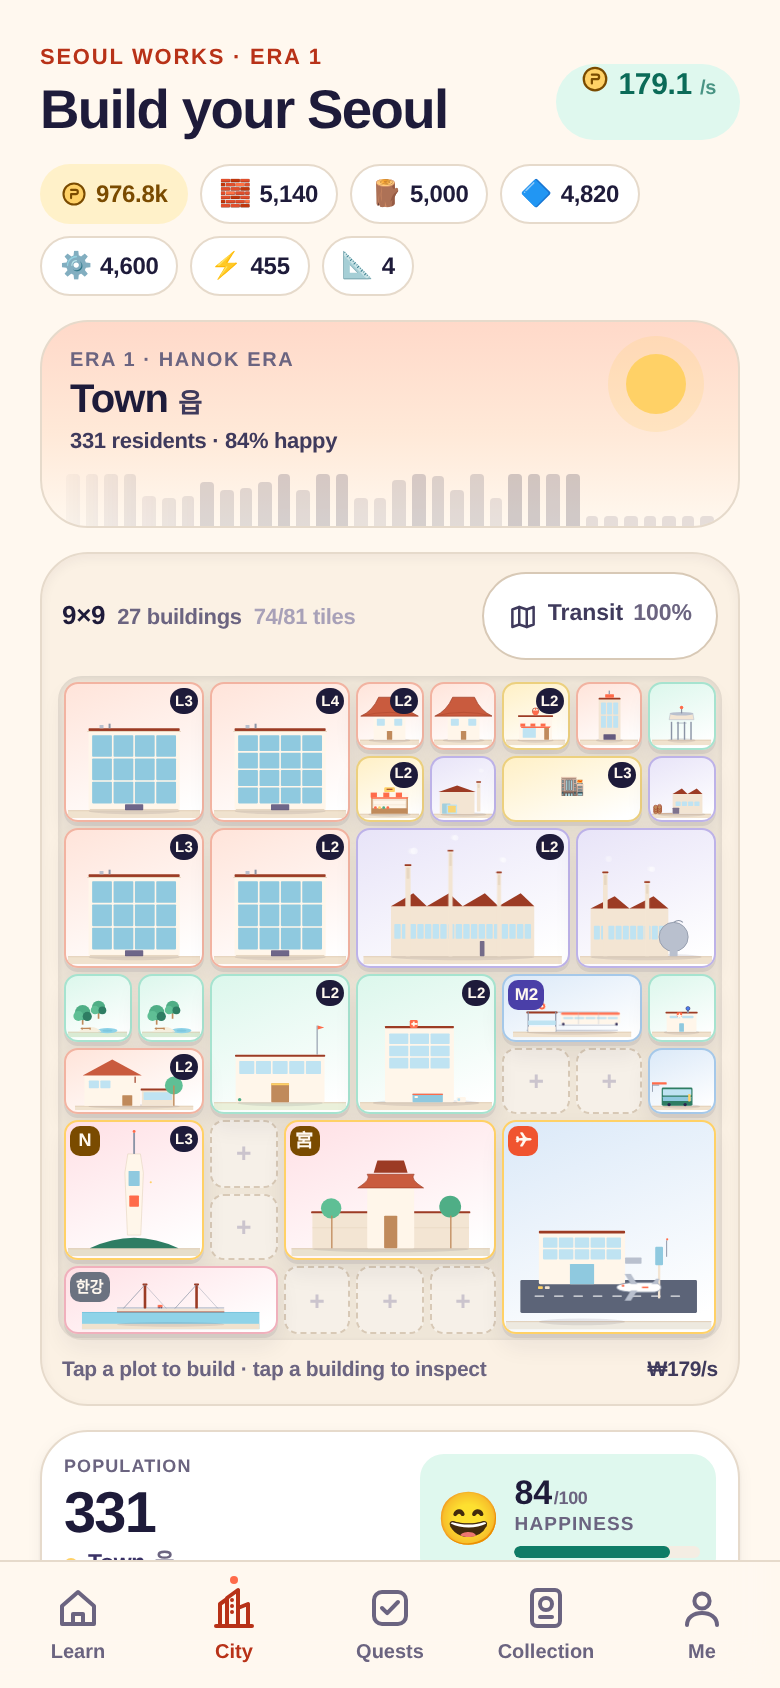 SEOUL WORKS · ERA 1
Build your Seoul
179.1 /s
976.8k
5,140
5,000
4,820
4,600
455
4
ERA 1 · HANOK ERA
Town 읍
331 residents · 84% happy
9×9 27 buildings 74/81 tiles
Transit 100%
L3
L4
L2
L2
L2
L3
L3
L2
L2
L2
L2
M2
L2
N
L3
宮
한강
Tap a plot to build · tap a building to inspect
₩179/s
POPULATION
331
Town 읍
84/100
HAPPINESS
Learn
City
Quests
Collection
Me